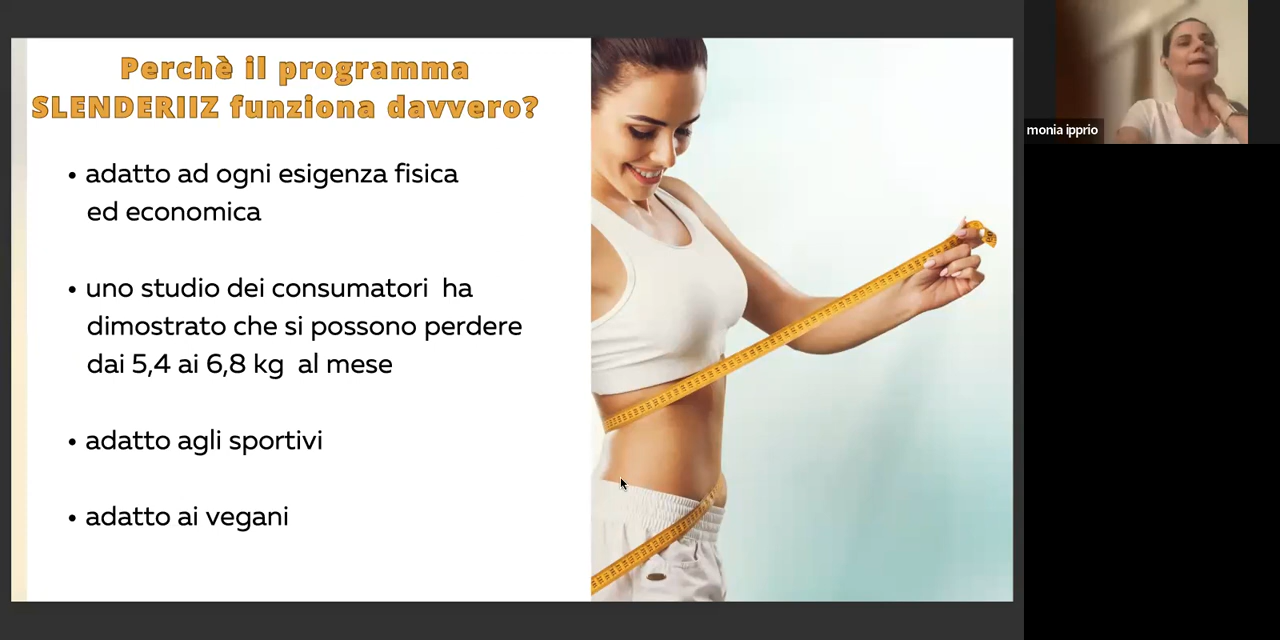 Perchè il programma
SLENDERIIZ funziona davvero?
• adatto ad ogni esigenza fisica
ed economica
• uno studio dei consumatori ha
dimostrato che si possono perdere
dai 5,4 ai 6,8 kg al mese
• adatto agli sportivi
• adatto ai vegani
monia ipprio